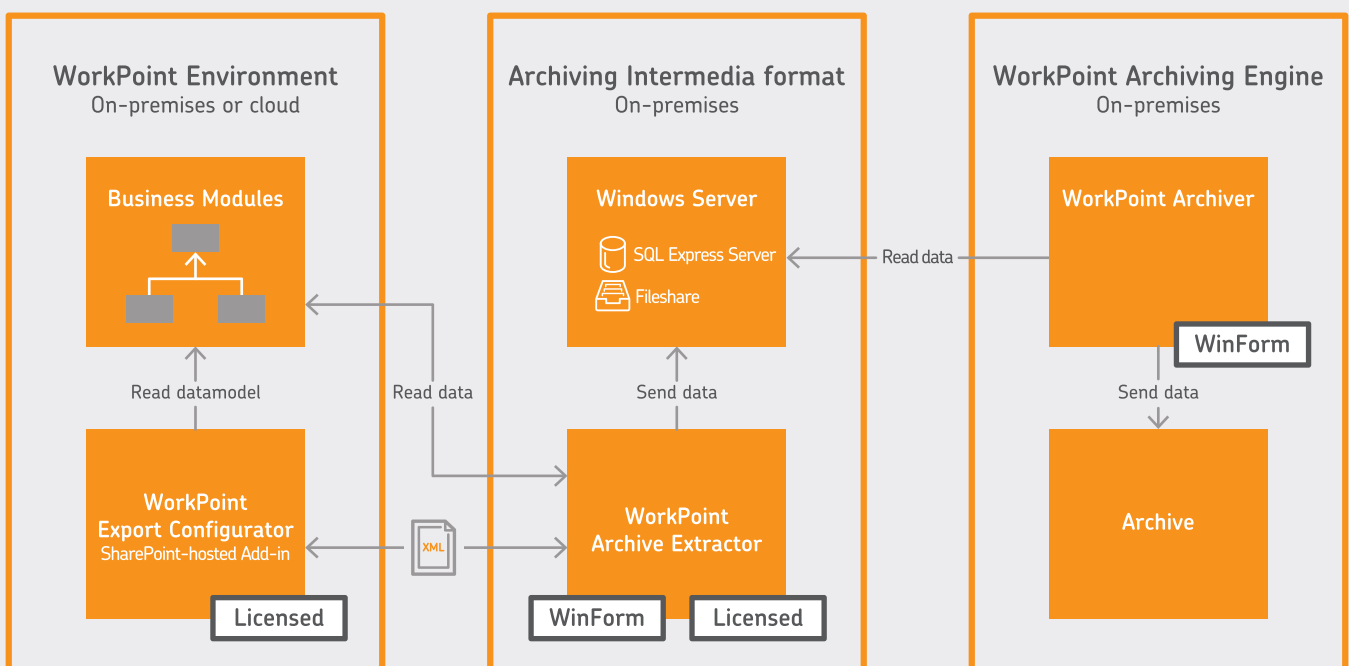 WorkPoint Environment
On-premises or cloud
Business Modules
Read datamodel
WorkPoint
Export Configurator
SharePoint-hosted Add-in
Licensed
Read data
XML
Archiving Intermedia format
On-premises
Windows Server
SQL Express Server
Fileshare
Send data
WorkPoint
Archive Extractor
WinForm
Licensed
Read data
WorkPoint Archiving Engine
On-premises
WorkPoint Archiver
WinForm
Send data
Archive